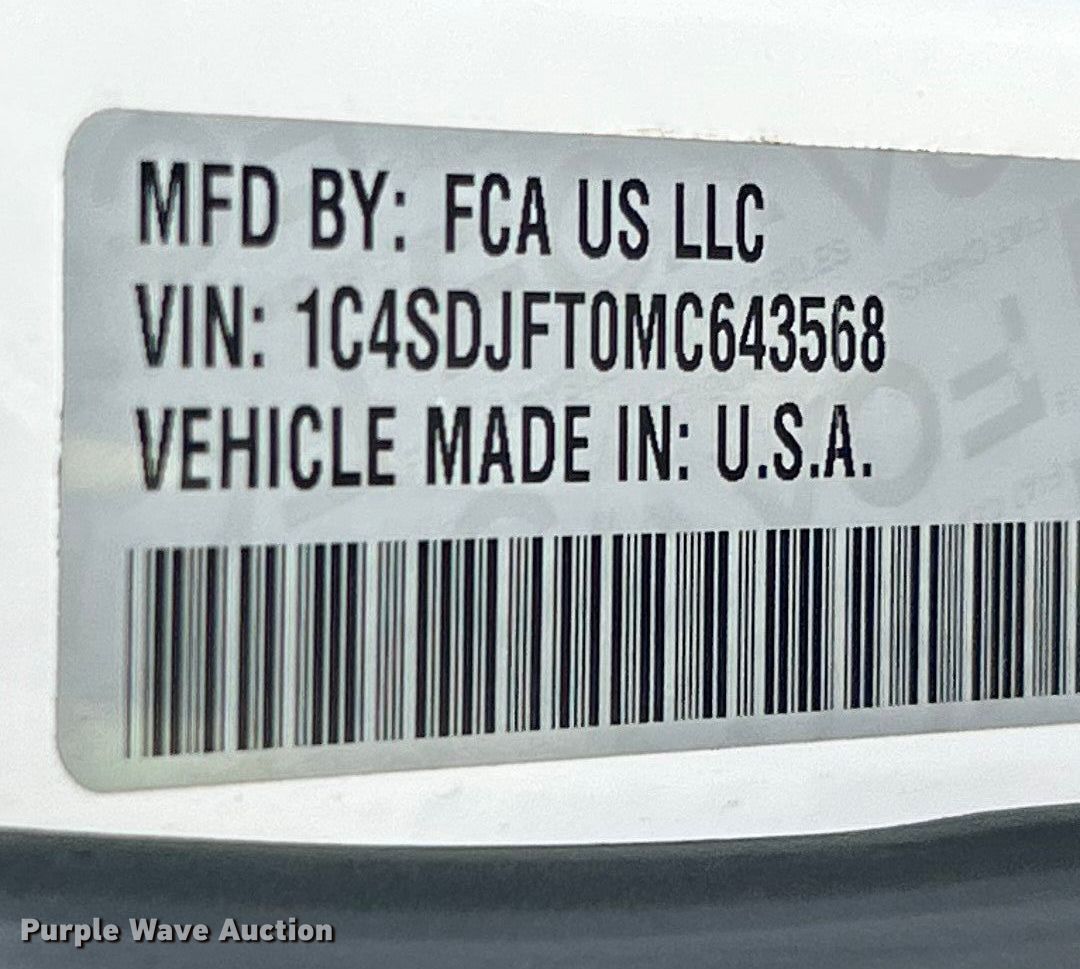 MFD BY: FCA US LLC
VIN: 1C4SDJFT0MC643568
VEHICLE MADE IN: U.S.A.
Purple Wave Auction